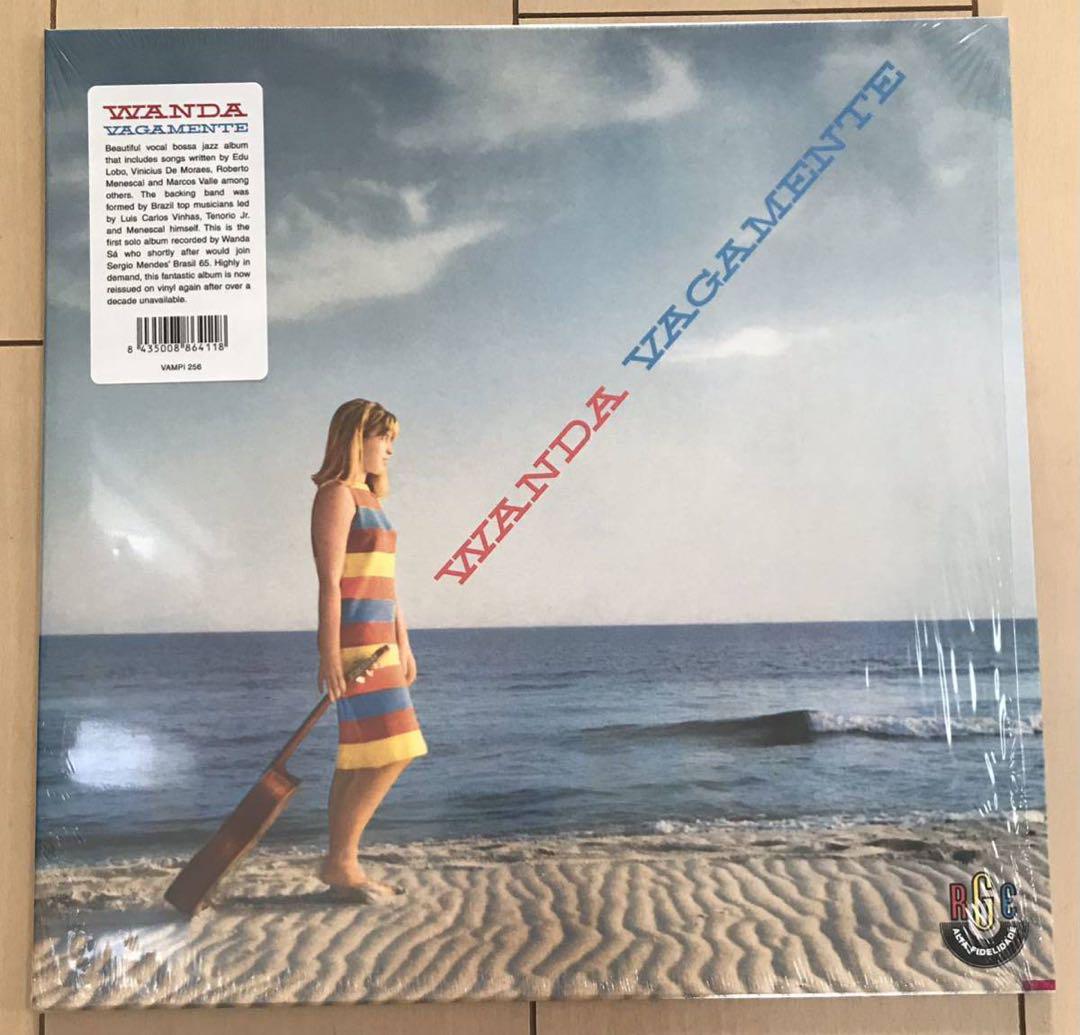 WANDA
VAGAMENTE
Beautiful vocal bossa jazz album
that includes songs written by Edu
Lobo, Vinicius De Moraes, Roberto
Menescal and Marcos Valle among
others. The backing band was
formed by Brazil top musicians led
by Luis Carlos Vinhas, Tenorio Jr.
and Menescal himself. This is the
first solo album recorded by Wanda
Sá who shortly after would join
Sergio Mendes' Brasil 65. Highly in
demand, this fantastic album is now
reissued on vinyl again after over a
decade unavailable.
8 435008 864118
VAMPI 256
WANDA VAGAMENTE
RGE
ALTA-FIDELIDADE